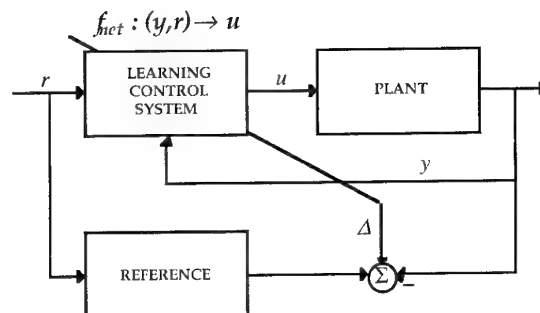 f_net : (y,r) → u
r
LEARNING
CONTROL
SYSTEM
u
PLANT
y
Δ
REFERENCE
Σ
−